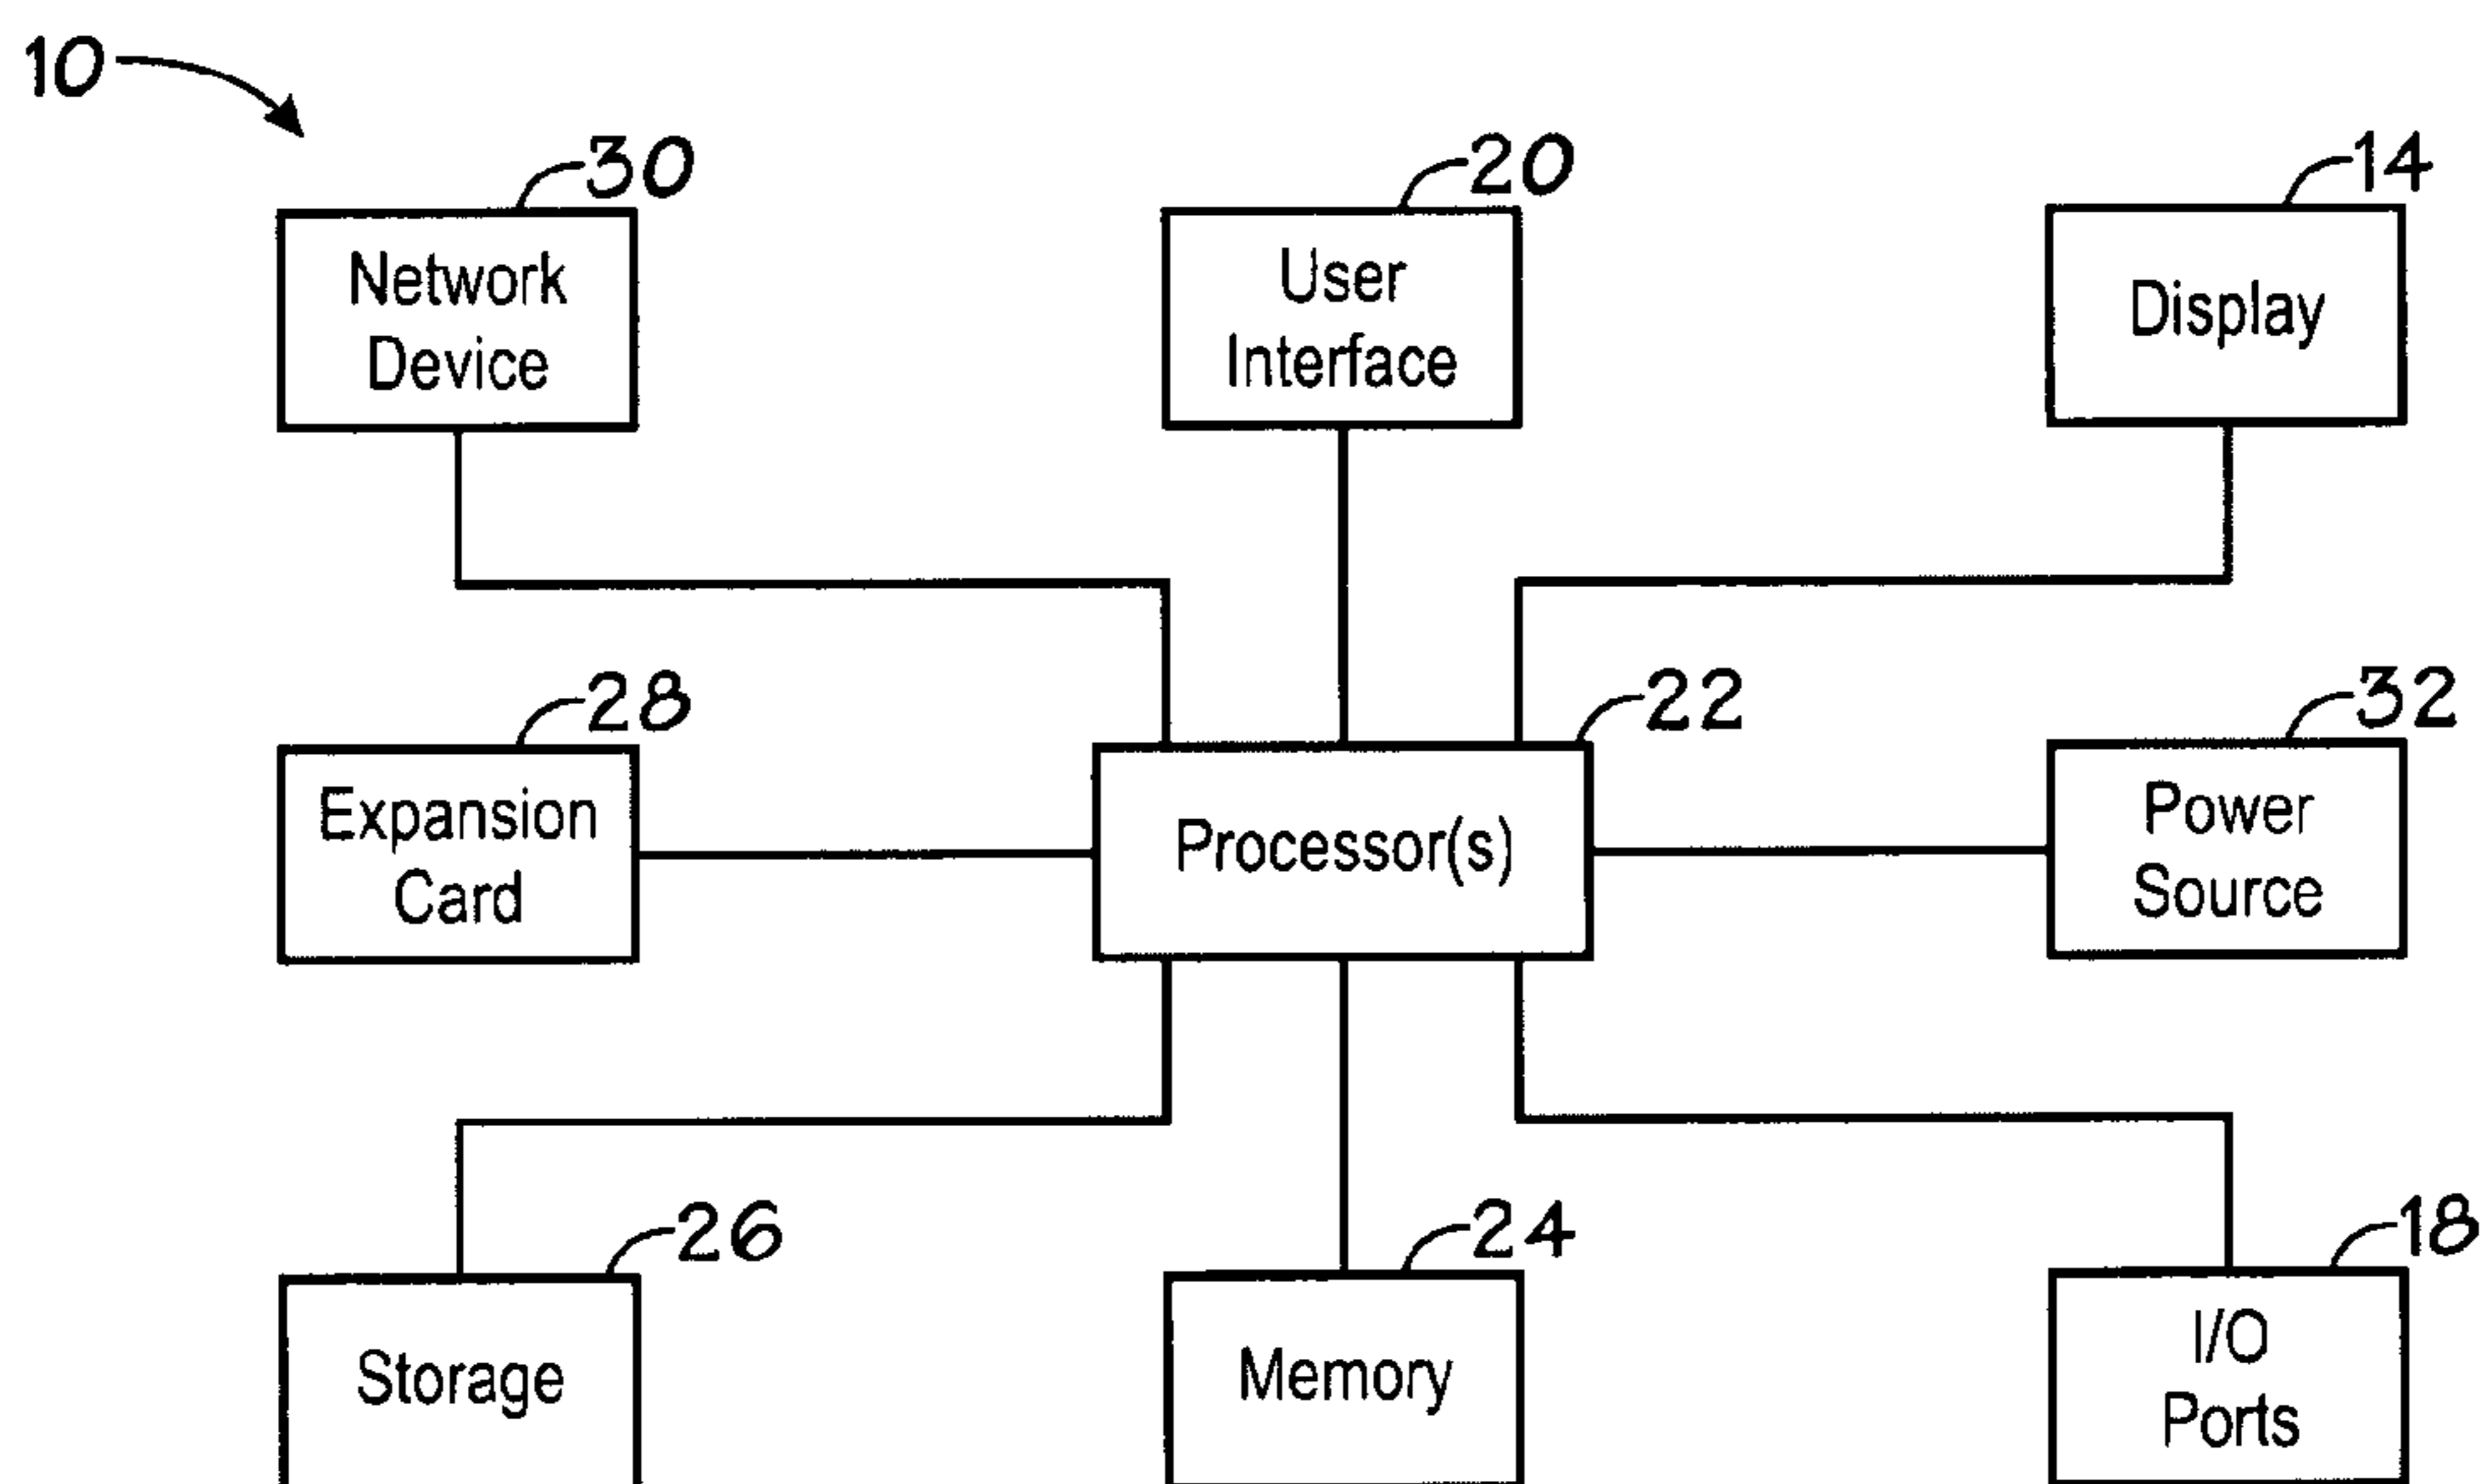 10
30
20
14
Network
Device
User
Interface
Display
28
22
32
Expansion
Card
Processor(s)
Power
Source
26
24
18
Storage
Memory
I/O
Ports